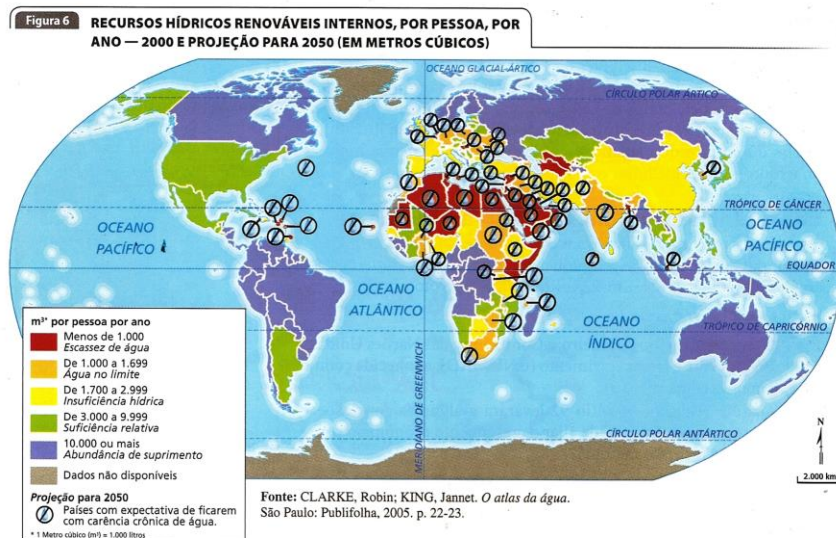 Figura 6
RECURSOS HÍDRICOS RENOVÁVEIS INTERNOS, POR PESSOA, POR
ANO — 2000 E PROJEÇÃO PARA 2050 (EM METROS CÚBICOS)
OCEANO GLACIAL ÁRTICO
CÍRCULO POLAR ÁRTICO
TRÓPICO DE CÂNCER
OCEANO
PACÍFICO
OCEANO
PACÍFICO
EQUADOR
OCEANO
ATLÂNTICO
OCEANO
ÍNDICO
TRÓPICO DE CAPRICÓRNIO
MERIDIANO DE GREENWICH
CÍRCULO POLAR ANTÁRTICO
N
2.000 km
m³* por pessoa por ano
Menos de 1.000
Escassez de água
De 1.000 a 1.699
Água no limite
De 1.700 a 2.999
Insuficiência hídrica
De 3.000 a 9.999
Suficiência relativa
10.000 ou mais
Abundância de suprimento
Dados não disponíveis
Projeção para 2050
Países com expectativa de ficarem
com carência crônica de água.
* 1 Metro cúbico (m³) = 1.000 litros
Fonte: CLARKE, Robin; KING, Jannet. O atlas da água.
São Paulo: Publifolha, 2005. p. 22-23.